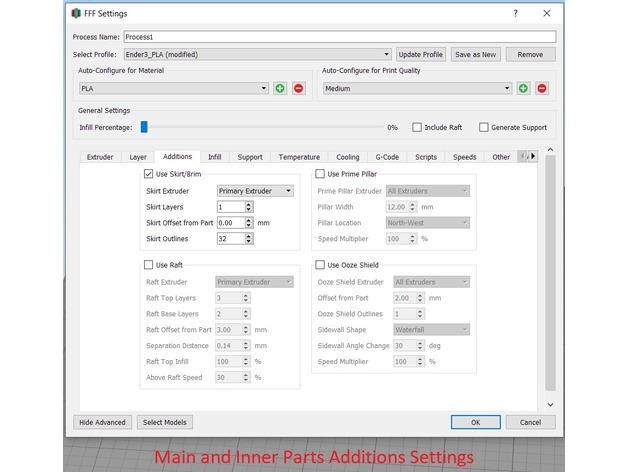 FFF Settings
Process Name: Process1
Select Profile: Ender3_PLA (modified) Update Profile Save as New Remove
Auto-Configure for Material
PLA
Auto-Configure for Print Quality
Medium
General Settings
Infill Percentage: 0% Include Raft Generate Support
Extruder Layer Additions Infill Support Temperature Cooling G-Code Scripts Speeds Other
Use Skirt/Brim
Skirt Extruder Primary Extruder
Skirt Layers 1
Skirt Offset from Part 0.00 mm
Skirt Outlines 32
Use Prime Pillar
Prime Pillar Extruder All Extruders
Pillar Width 12.00 mm
Pillar Location North-West
Speed Multiplier 100 %
Use Raft
Raft Extruder Primary Extruder
Raft Top Layers 3
Raft Base Layers 2
Raft Offset from Part 3.00 mm
Separation Distance 0.14 mm
Raft Top Infill 100 %
Above Raft Speed 30 %
Use Ooze Shield
Ooze Shield Extruder All Extruders
Offset from Part 2.00 mm
Ooze Shield Outlines 1
Sidewall Shape Waterfall
Sidewall Angle Change 30 deg
Speed Multiplier 100 %
Hide Advanced Select Models OK Cancel
Main and Inner Parts Additions Settings